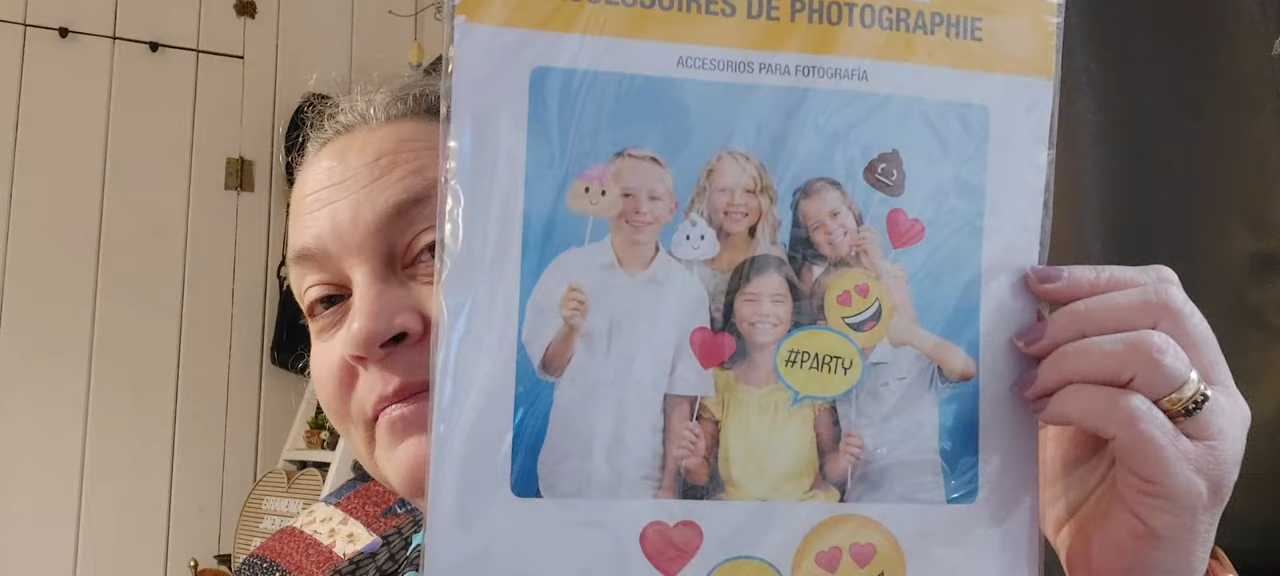 ACCESSOIRES DE PHOTOGRAPHIE
ACCESORIOS PARA FOTOGRAFÍA
#PARTY